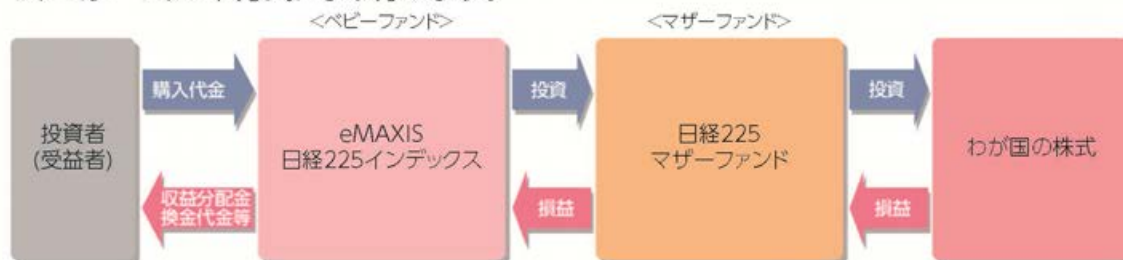 <ベビーファンド>
<マザーファンド>
投資者
(受益者)
購入代金
収益分配金
換金代金等
eMAXIS
日経225インデックス
投資
損益
日経225
マザーファンド
投資
損益
わが国の株式